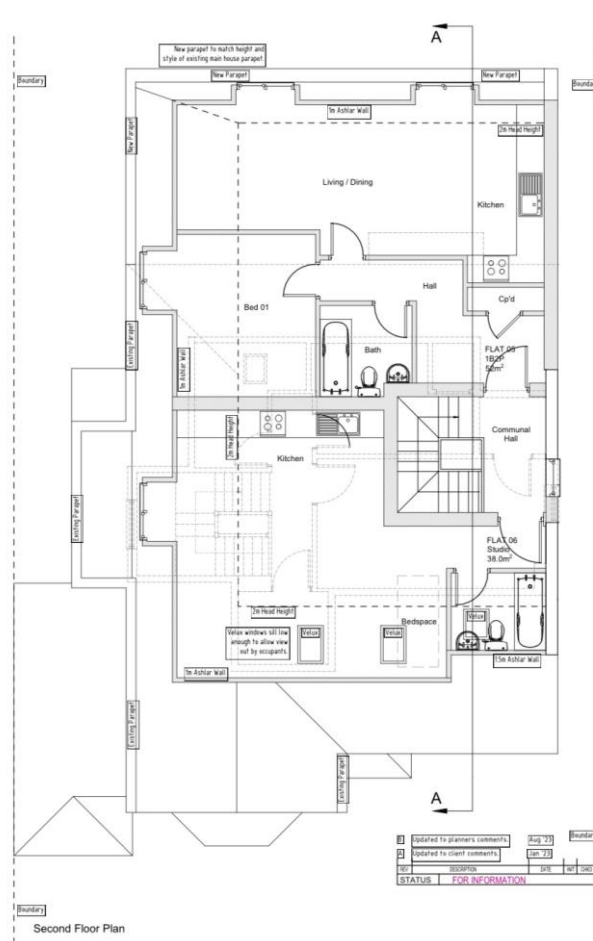 A
New parapet to match height and
style of existing main house parapet.
Boundary
New Parapet
New Parapet
1m Ashlar Wall
2m Head Height
New Parapet
Living / Dining
Kitchen
Hall
Cp'd
Bed 01
Existing Parapet
Bath
FLAT 05
1B2P
52m²
1m Ashlar Wall
2m Head Height
Kitchen
Communal
Hall
Existing Parapet
FLAT 06
Studio
38.0m²
2m Head Height
Bedspace
Velux
Velux windows sill low
enough to allow view
out by occupants.
Velux
Velux
1m Ashlar Wall
1.5m Ashlar Wall
Existing Parapet
Existing Parapet
A
B Updated to planners comments. Aug '23
A Updated to client comments. Jan '23
REV DESCRIPTION DATE INIT CHKD
STATUS FOR INFORMATION
Boundary
Second Floor Plan